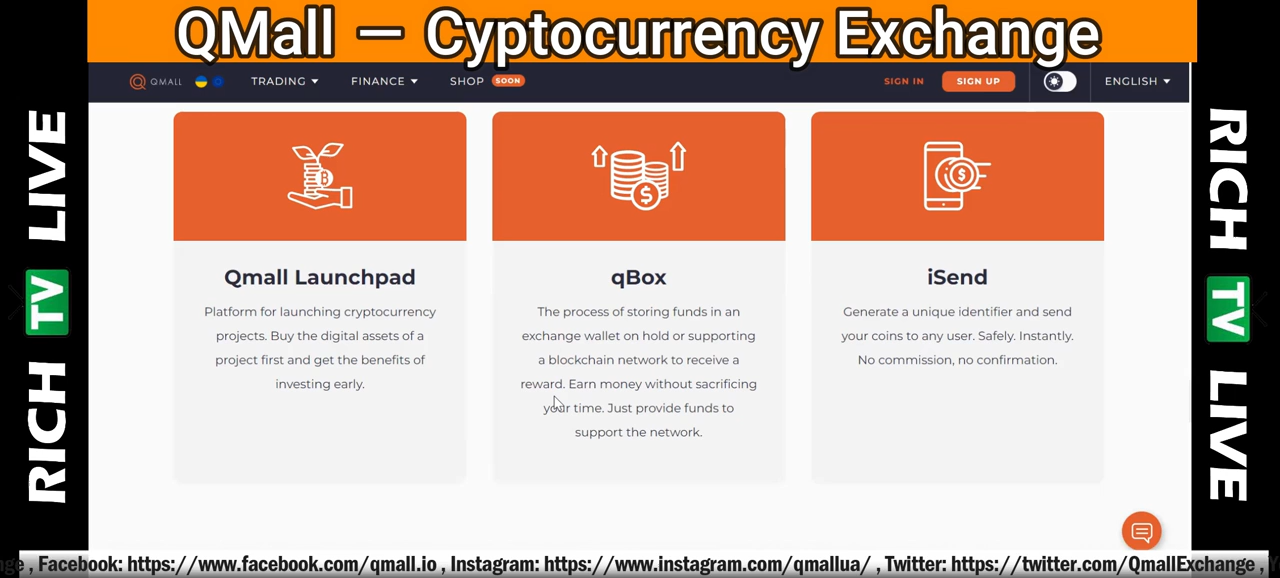 QMall — Cyptocurrency Exchange
QMALL TRADING FINANCE SHOP SOON SIGN IN SIGN UP ENGLISH
RICH TV LIVE
Qmall Launchpad
Platform for launching cryptocurrency
projects. Buy the digital assets of a
project first and get the benefits of
investing early.
qBox
The process of storing funds in an
exchange wallet on hold or supporting
a blockchain network to receive a
reward. Earn money without sacrificing
your time. Just provide funds to
support the network.
iSend
Generate a unique identifier and send
your coins to any user. Safely. Instantly.
No commission, no confirmation.
RICH TV LIVE
, Facebook: https://www.facebook.com/qmall.io , Instagram: https://www.instagram.com/qmallua/ , Twitter: https://twitter.com/QmallExchange ,